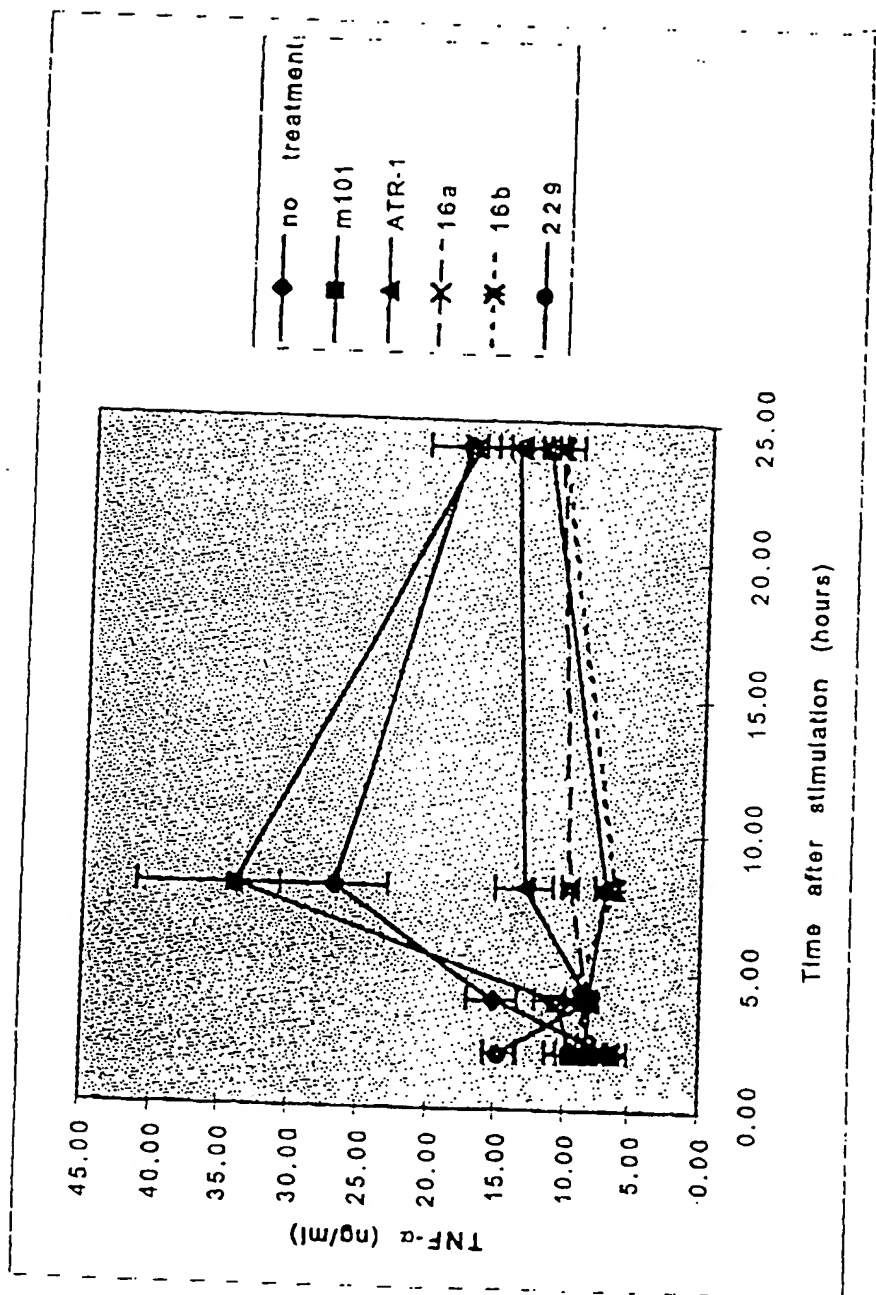 TNF-α (ng/ml)
45.00
40.00
35.00
30.00
25.00
20.00
15.00
10.00
5.00
0.00
0.00
5.00
10.00
15.00
20.00
25.00
Time after stimulation (hours)
no treatment
m101
ATR-1
16a
16b
229